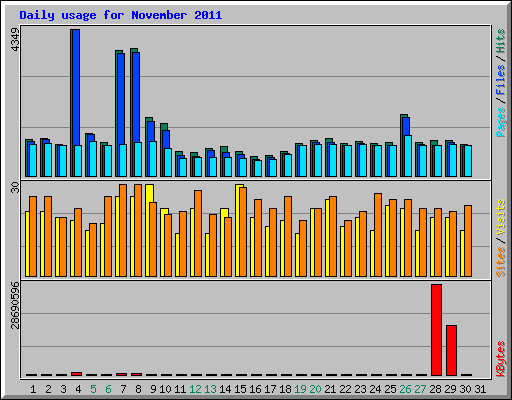 Daily usage for November 2011
4349
Pages / Files / Hits
30
Sites / Visits
28690596
KBytes
1 2 3 4 5 6 7 8 9 10 11 12 13 14 15 16 17 18 19 20 21 22 23 24 25 26 27 28 29 30 31